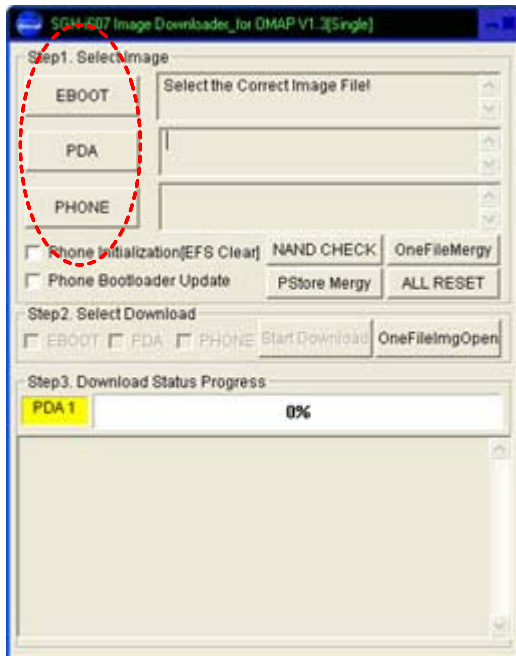 SGH-i607 Image Downloader_for OMAP V1.3[Single]
Step1. Select Image
EBOOT
Select the Correct Image File!
PDA
PHONE
Phone Initialization[EFS Clear]
NAND CHECK
OneFileMergy
Phone Bootloader Update
PStore Mergy
ALL RESET
Step2. Select Download
EBOOT
PDA
PHONE
Start Download
OneFileImgOpen
Step3. Download Status Progress
PDA 1
0%